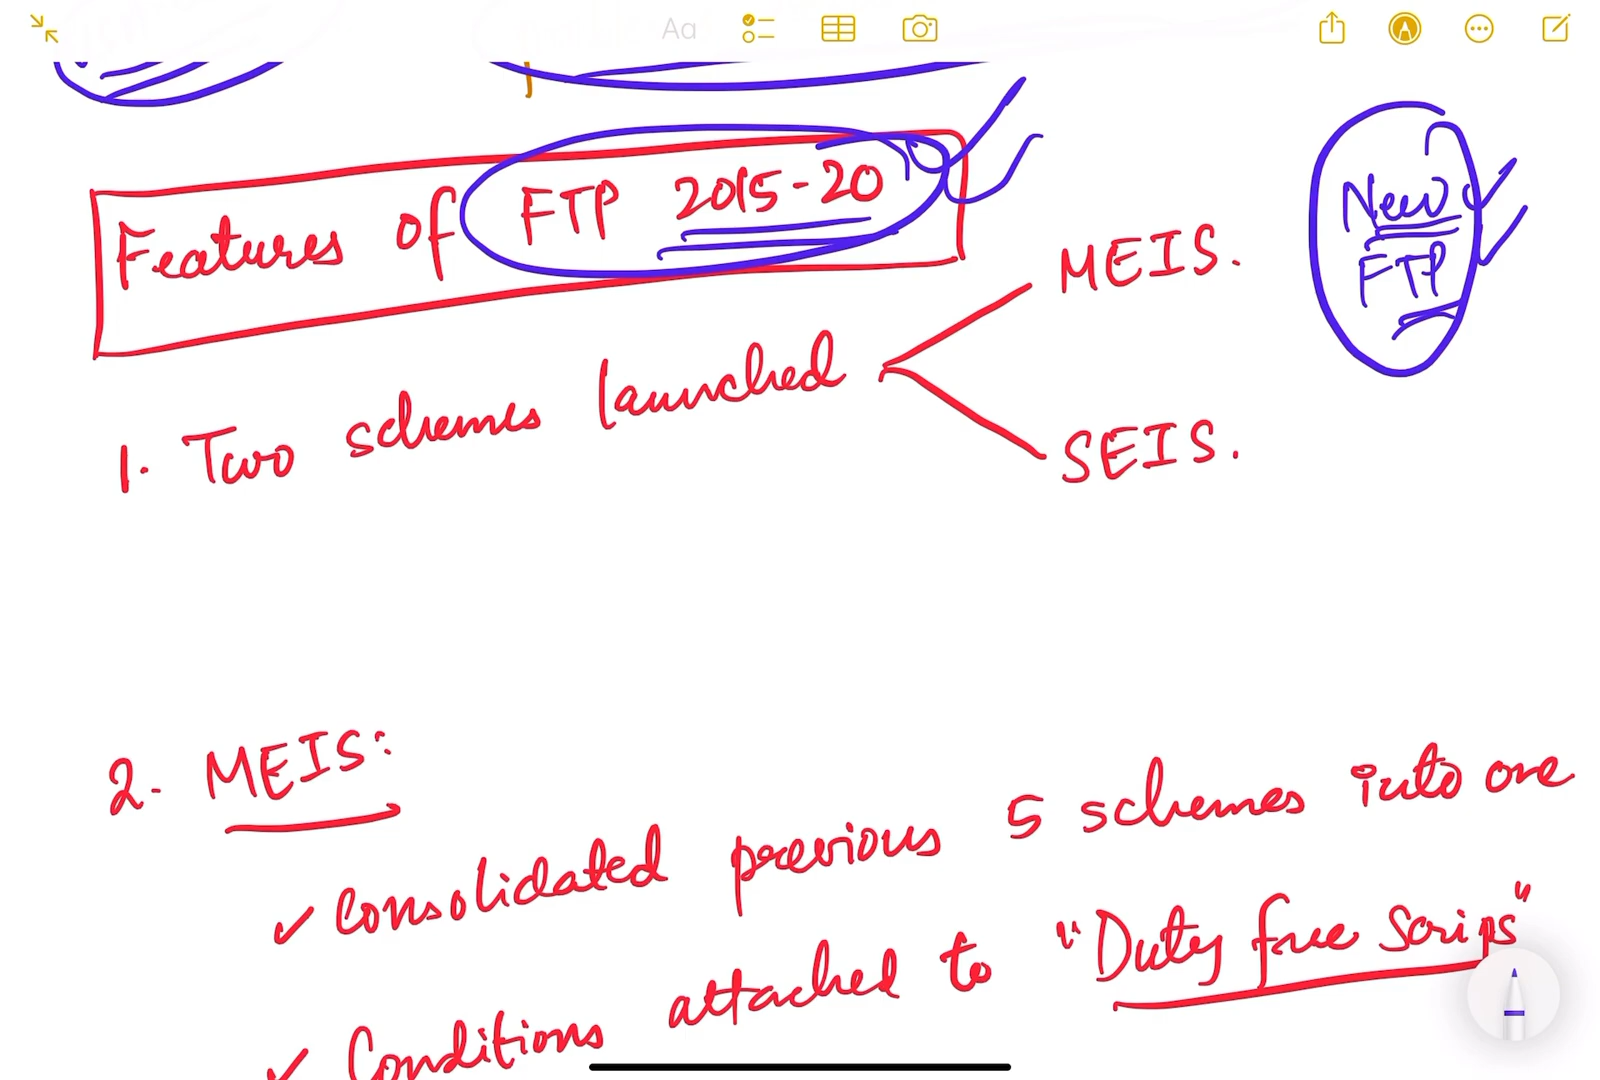 Aa
Features of FTP 2015-20
New
FTP
MEIS.
1. Two schemes launched
SEIS.
2. MEIS:
✓ Consolidated previous 5 schemes into one
✓ Conditions attached to "Duty free Scrips"